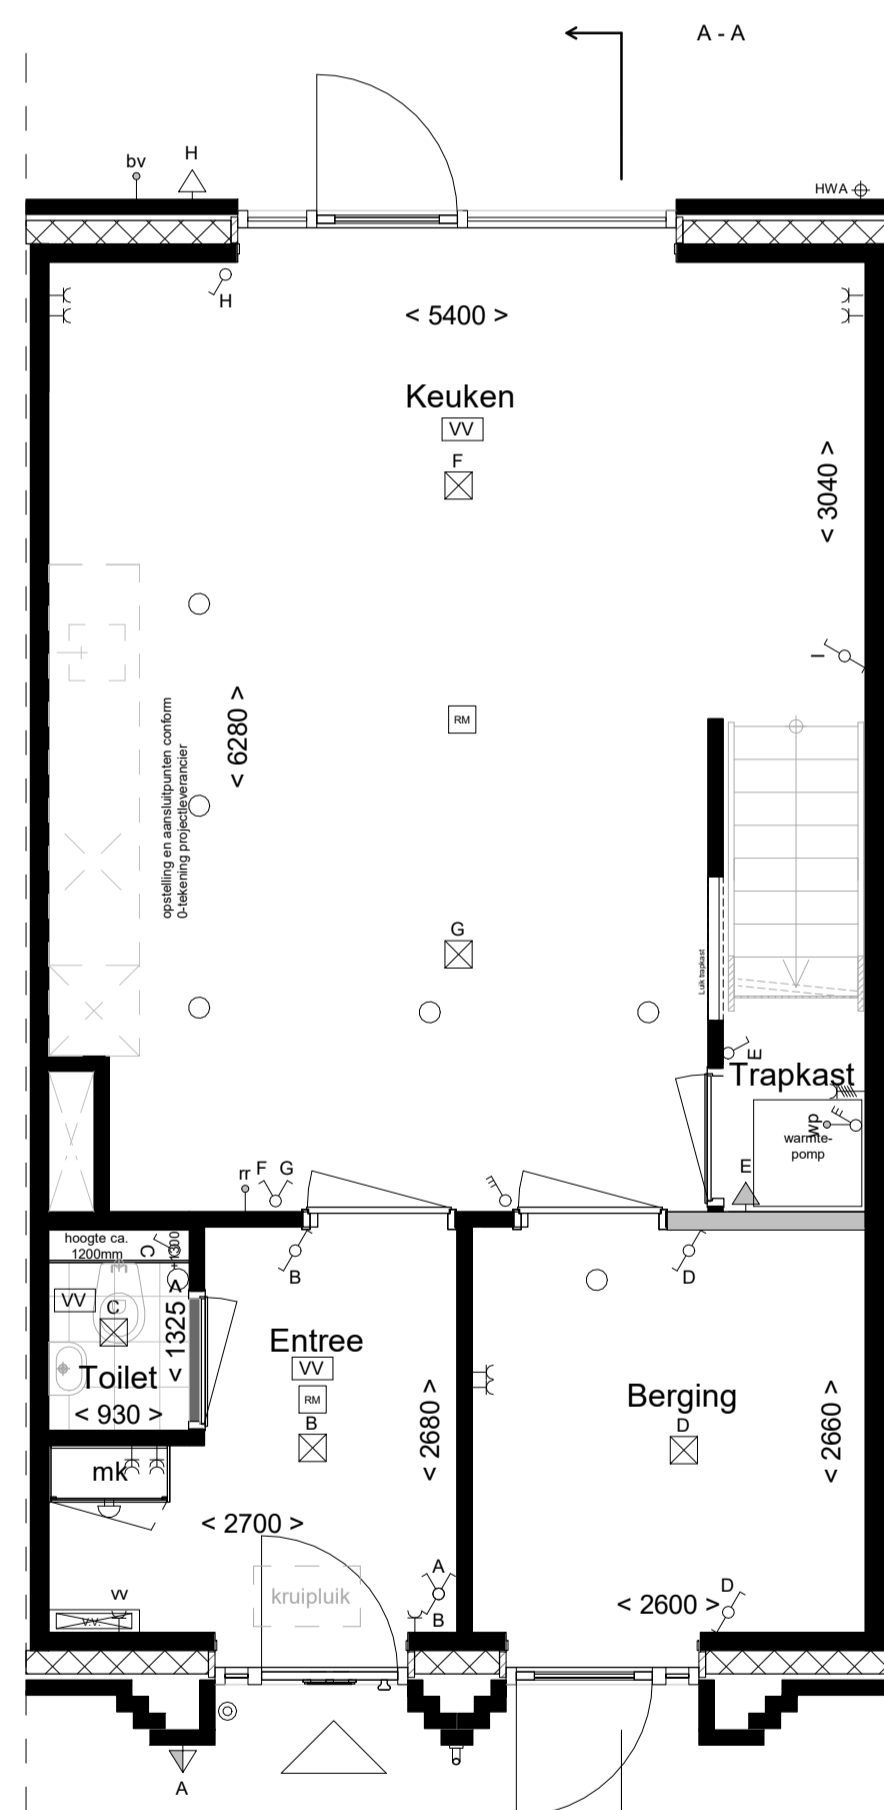 A - A
bv
H
HWA
H
< 5400 >
Keuken
VV
F
< 3040 >
I
< 6280 >
opstelling en aansluitpunten conform
0-tekening projectleverancier
RM
G
Luik trapkast
E
Trapkast
wp
warmte-
pomp
E
rr
F G
hoogte ca.
1200mm
C
+1300
B
D
VV
C
< 1325 >
Toilet
< 930 >
Entree
VV
RM
B
< 2680 >
Berging
D
< 2660 >
mk
< 2700 >
kruipluik
A
B
D
< 2600 >
vv
v.v.
A